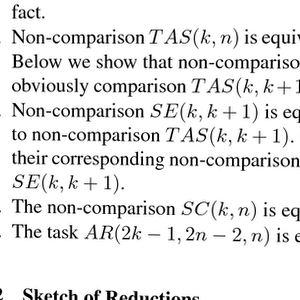 fact.
Non-comparison TAS(k, n) is equiv
Below we show that non-compariso
obviously comparison TAS(k, k+1
Non-comparison SE(k, k + 1) is eq
to non-comparison TAS(k, k + 1).
their corresponding non-comparison
SE(k, k + 1).
The non-comparison SC(k, n) is eq
The task AR(2k − 1, 2n − 2, n) is e
2 Sketch of Reductions